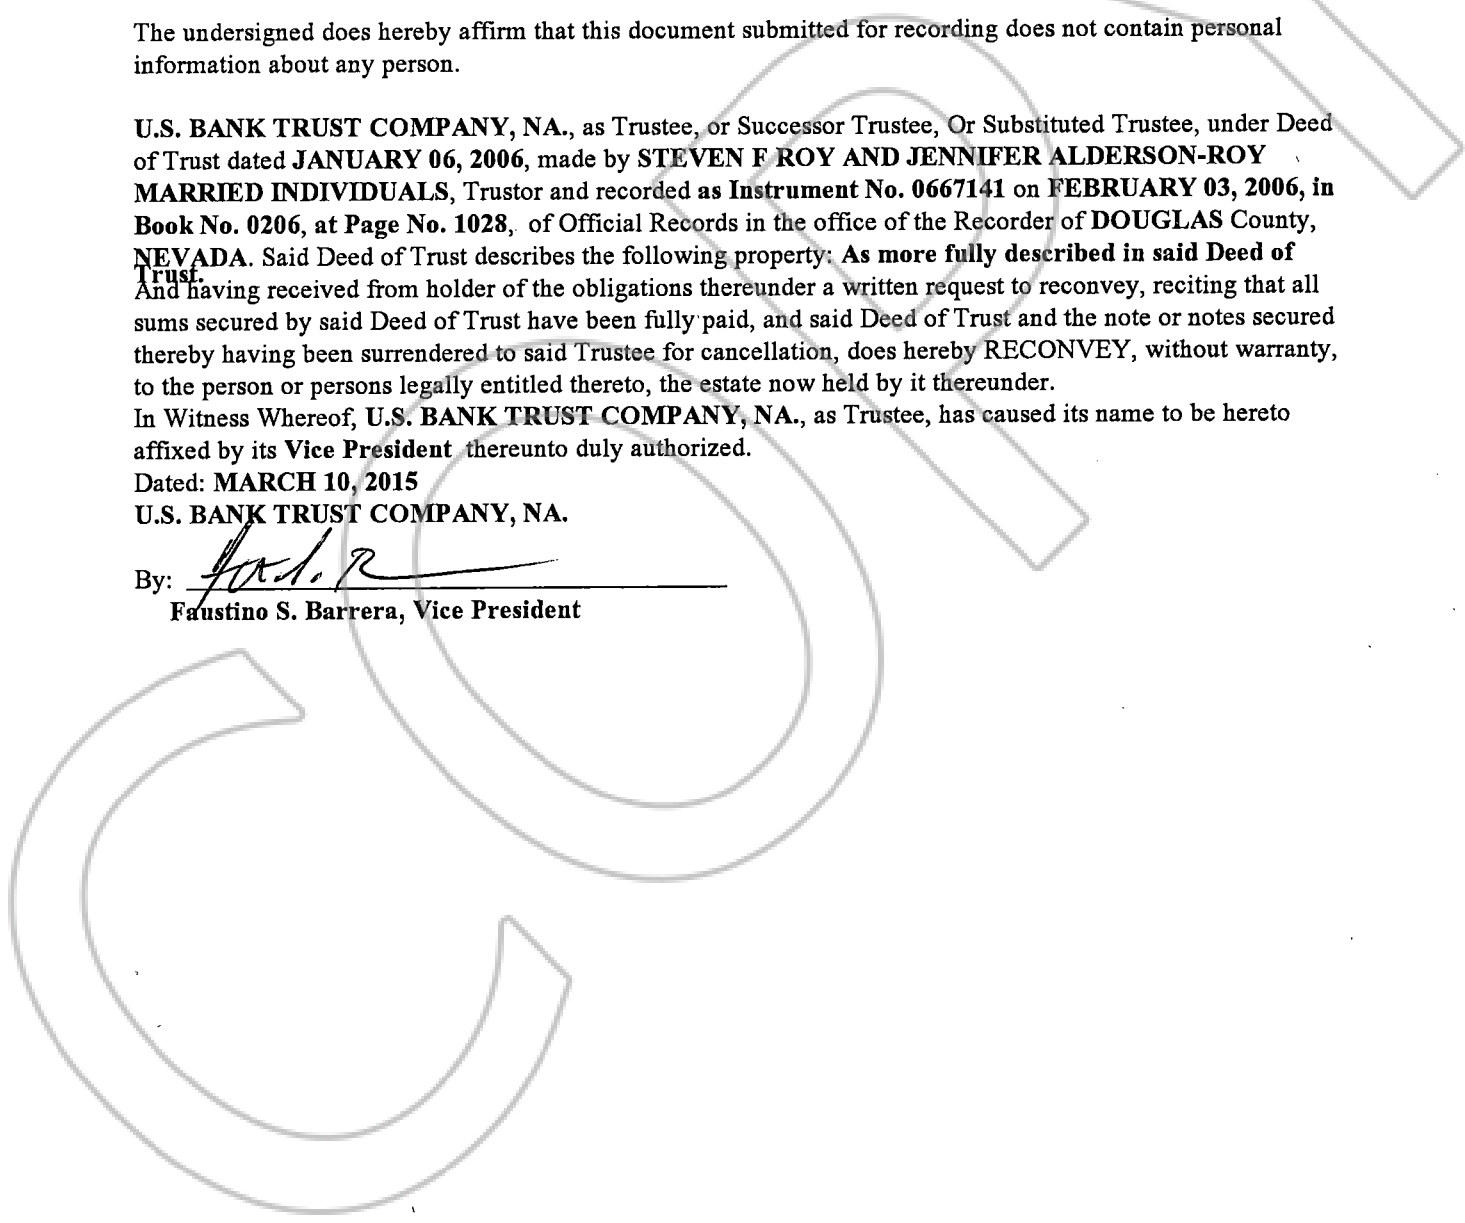 The undersigned does hereby affirm that this document submitted for recording does not contain personal
information about any person.
U.S. BANK TRUST COMPANY, NA., as Trustee, or Successor Trustee, Or Substituted Trustee, under Deed
of Trust dated JANUARY 06, 2006, made by STEVEN F ROY AND JENNIFER ALDERSON-ROY
MARRIED INDIVIDUALS, Trustor and recorded as Instrument No. 0667141 on FEBRUARY 03, 2006, in
Book No. 0206, at Page No. 1028, of Official Records in the office of the Recorder of DOUGLAS County,
NEVADA. Said Deed of Trust describes the following property: As more fully described in said Deed of
Trust.
And having received from holder of the obligations thereunder a written request to reconvey, reciting that all
sums secured by said Deed of Trust have been fully paid, and said Deed of Trust and the note or notes secured
thereby having been surrendered to said Trustee for cancellation, does hereby RECONVEY, without warranty,
to the person or persons legally entitled thereto, the estate now held by it thereunder.
In Witness Whereof, U.S. BANK TRUST COMPANY, NA., as Trustee, has caused its name to be hereto
affixed by its Vice President thereunto duly authorized.
Dated: MARCH 10, 2015
U.S. BANK TRUST COMPANY, NA.
By:
Faustino S. Barrera, Vice President
COPY